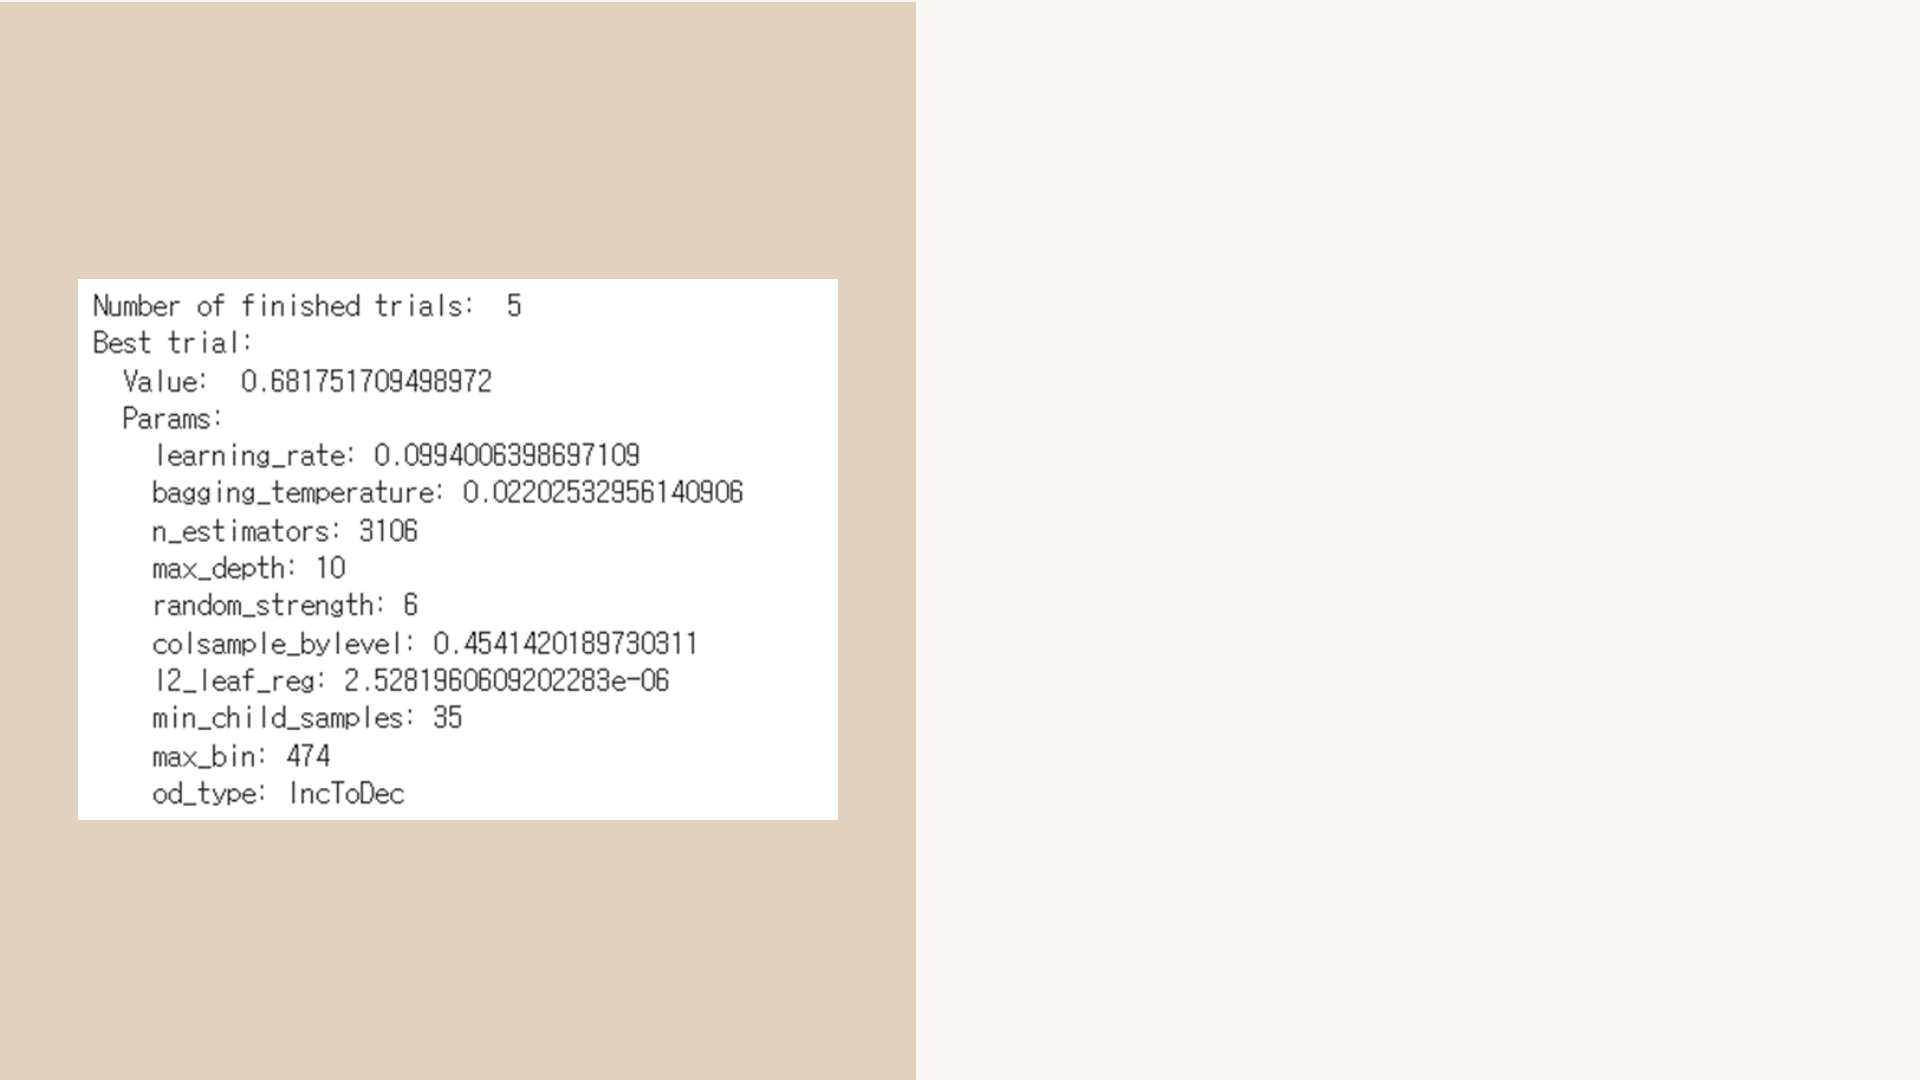 Number of finished trials:  5
Best trial:
  Value:  0.681751709498972
  Params:
    learning_rate: 0.0994006398697109
    bagging_temperature: 0.02202532956140906
    n_estimators: 3106
    max_depth: 10
    random_strength: 6
    colsample_bylevel: 0.4541420189730311
    l2_leaf_reg: 2.5281960609202283e-06
    min_child_samples: 35
    max_bin: 474
    od_type: IncToDec